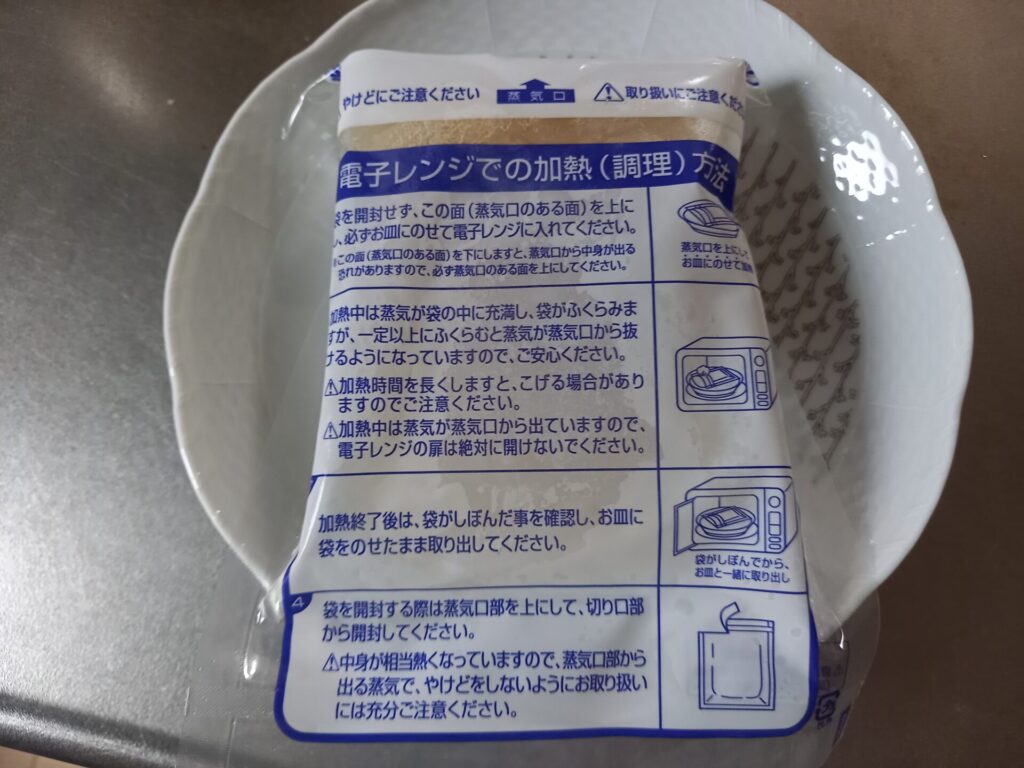 やけどにご注意ください
蒸気口
⚠取り扱いにご注意くだ
電子レンジでの加熱(調理)方法
袋を開封せず、この面(蒸気口のある面)を上に
し、必ずお皿にのせて電子レンジに入れてください。
この面(蒸気口のある面)を下にしますと、蒸気口から中身が出る
恐れがありますので、必ず蒸気口のある面を上にしてください。
蒸気口を上にして
お皿にのせて加熱
加熱中は蒸気が袋の中に充満し、袋がふくらみま
すが、一定以上にふくらむと蒸気が蒸気口から抜
けるようになっていますので、ご安心ください。
⚠加熱時間を長くしますと、こげる場合があり
ますのでご注意ください。
⚠加熱中は蒸気が蒸気口から出ていますので、
電子レンジの扉は絶対に開けないでください。
加熱終了後は、袋がしぼんだ事を確認し、お皿に
袋をのせたまま取り出してください。
袋がしぼんでから、
お皿と一緒に取り出し
4
袋を開封する際は蒸気口部を上にして、切り口部
から開封してください。
⚠中身が相当熱くなっていますので、蒸気口部から
出る蒸気で、やけどをしないようにお取り扱い
には充分ご注意ください。